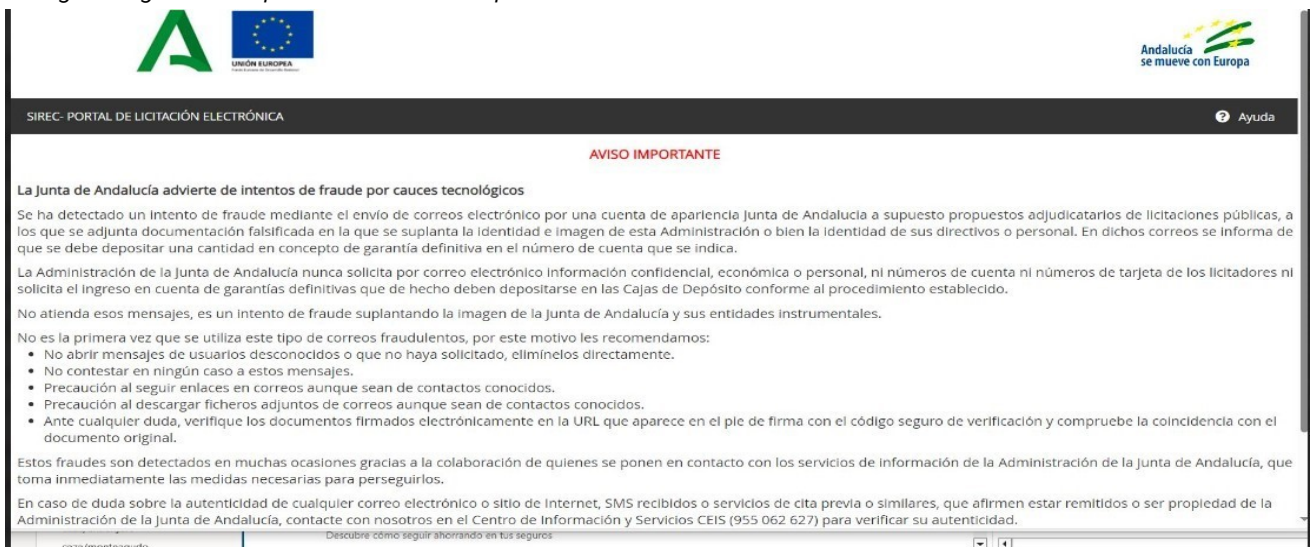 UNIÓN EUROPEA
Andalucía
se mueve con Europa
SIREC- PORTAL DE LICITACIÓN ELECTRÓNICA
Ayuda
AVISO IMPORTANTE
La Junta de Andalucía advierte de intentos de fraude por cauces tecnológicos
Se ha detectado un intento de fraude mediante el envío de correos electrónico por una cuenta de apariencia Junta de Andalucia a supuesto propuestos adjudicatarios de licitaciones públicas, a
los que se adjunta documentación falsificada en la que se suplanta la identidad e imagen de esta Administración o bien la identidad de sus directivos o personal. En dichos correos se informa de
que se debe depositar una cantidad en concepto de garantía definitiva en el número de cuenta que se indica.
La Administración de la Junta de Andalucía nunca solicita por correo electrónico información confidencial, económica o personal, ni números de cuenta ni números de tarjeta de los licitadores ni
solicita el ingreso en cuenta de garantías definitivas que de hecho deben depositarse en las Cajas de Depósito conforme al procedimiento establecido.
No atienda esos mensajes, es un intento de fraude suplantando la imagen de la Junta de Andalucía y sus entidades instrumentales.
No es la primera vez que se utiliza este tipo de correos fraudulentos, por este motivo les recomendamos:
• No abrir mensajes de usuarios desconocidos o que no haya solicitado, elimínelos directamente.
• No contestar en ningún caso a estos mensajes.
• Precaución al seguir enlaces en correos aunque sean de contactos conocidos.
• Precaución al descargar ficheros adjuntos de correos aunque sean de contactos conocidos.
• Ante cualquier duda, verifique los documentos firmados electrónicamente en la URL que aparece en el pie de firma con el código seguro de verificación y compruebe la coincidencia con el
documento original.
Estos fraudes son detectados en muchas ocasiones gracias a la colaboración de quienes se ponen en contacto con los servicios de información de la Administración de la Junta de Andalucía, que
toma inmediatamente las medidas necesarias para perseguirlos.
En caso de duda sobre la autenticidad de cualquier correo electrónico o sitio de Internet, SMS recibidos o servicios de cita previa o similares, que afirmen estar remitidos o ser propiedad de la
Administración de la Junta de Andalucía, contacte con nosotros en el Centro de Información y Servicios CEIS (955 062 627) para verificar su autenticidad.
Descubre cómo seguir ahorrando en tus seguros